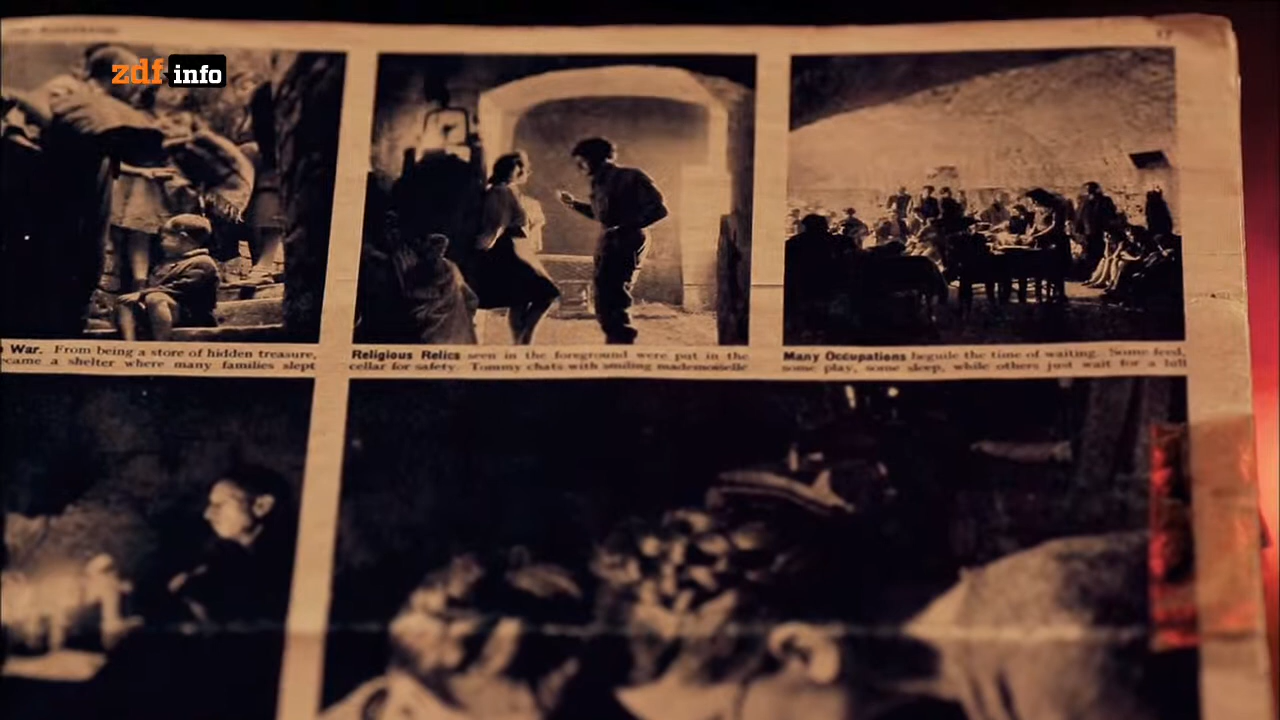 zdf info
War. From being a store of hidden treasure,
became a shelter where many families slept
Religious Relics seen in the foreground were put in the
cellar for safety. Tommy chats with smiling mademoiselle
Many Occupations beguile the time of waiting. Some feed,
some play, some sleep, while others just wait for a lull